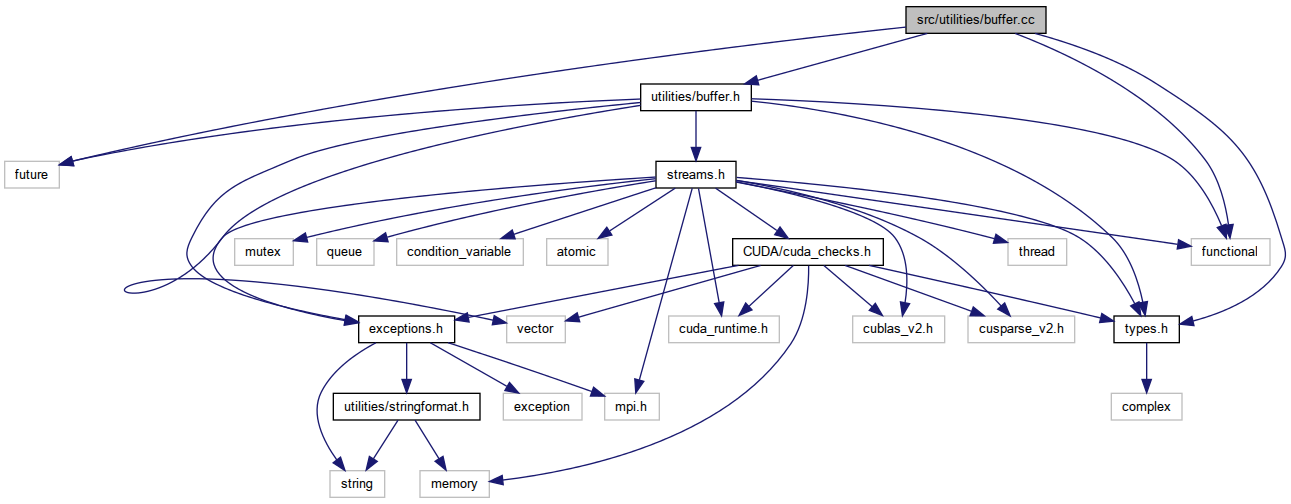 src/utilities/buffer.cc
utilities/buffer.h
future
streams.h
mutex
queue
condition_variable
atomic
CUDA/cuda_checks.h
thread
functional
exceptions.h
vector
cuda_runtime.h
cublas_v2.h
cusparse_v2.h
types.h
utilities/stringformat.h
exception
mpi.h
complex
string
memory